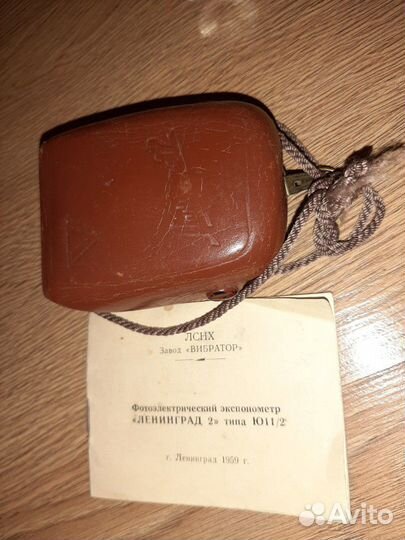 ЛСНХ
Завод «ВИБРАТОР»
Фотоэлектрический экспонометр
«ЛЕНИНГРАД 2» типа Ю11/2
г. Ленинград 1959 г.
Avito